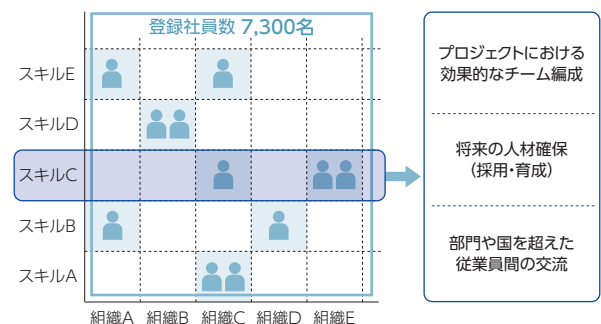 登録社員数 7,300名
スキルE
スキルD
スキルC
スキルB
スキルA
組織A 組織B 組織C 組織D 組織E
プロジェクトにおける
効果的なチーム編成
将来の人材確保
（採用・育成）
部門や国を超えた
従業員間の交流